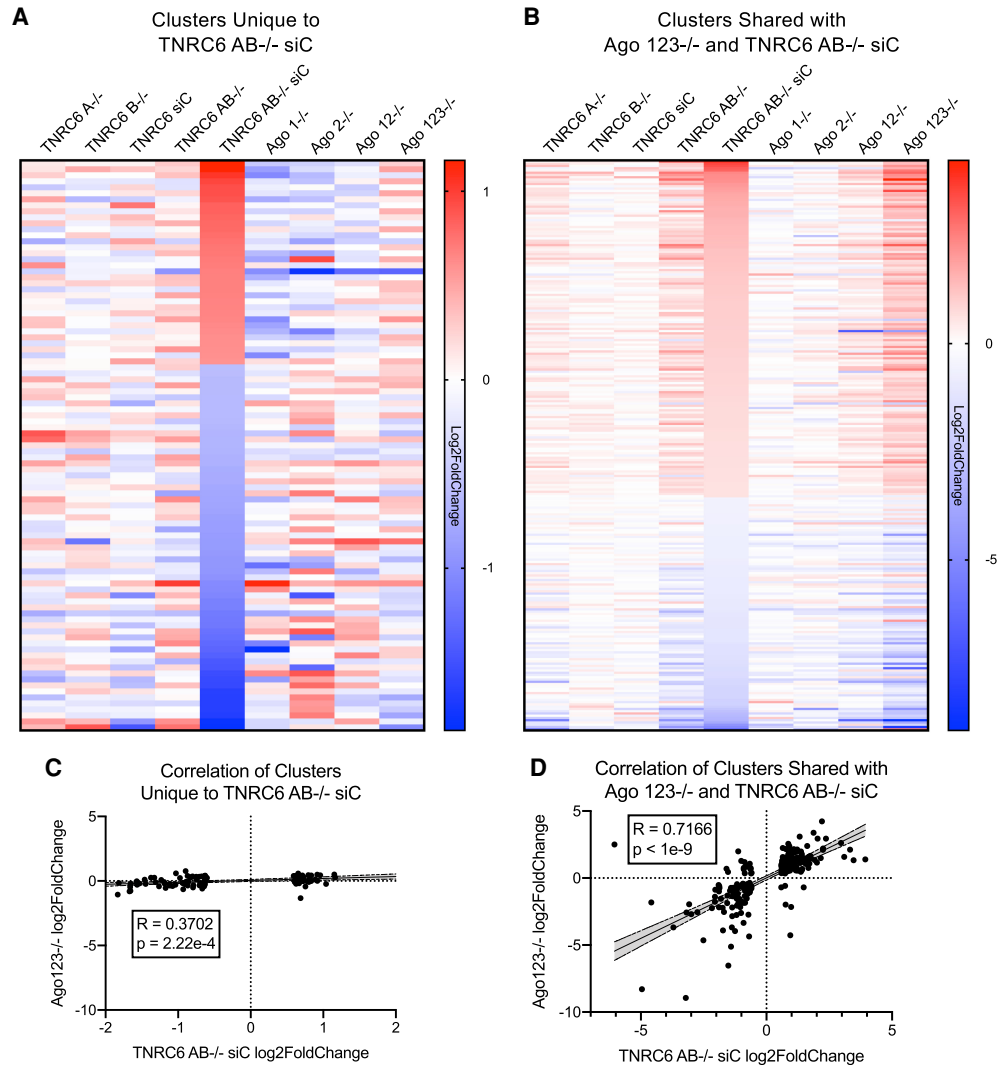 A
Clusters Unique to
TNRC6 AB-/- siC
TNRC6 A-/-
TNRC6 B-/-
TNRC6 siC
TNRC6 AB-/-
TNRC6 AB-/- siC
Ago 1-/-
Ago 2-/-
Ago 12-/-
Ago 123-/-
1
0
-1
Log2FoldChange
B
Clusters Shared with
Ago 123-/- and TNRC6 AB-/- siC
TNRC6 A-/-
TNRC6 B-/-
TNRC6 siC
TNRC6 AB-/-
TNRC6 AB-/- siC
Ago 1-/-
Ago 2-/-
Ago 12-/-
Ago 123-/-
0
-5
Log2FoldChange
C
Correlation of Clusters
Unique to TNRC6 AB-/- siC
Ago123-/- log2FoldChange
5
0
-5
-10
R = 0.3702
p = 2.22e-4
-2
-1
0
1
2
TNRC6 AB-/- siC log2FoldChange
D
Correlation of Clusters Shared with
Ago 123-/- and TNRC6 AB-/- siC
Ago123-/- log2FoldChange
5
0
-5
-10
R = 0.7166
p < 1e-9
-5
0
5
TNRC6 AB-/- siC log2FoldChange